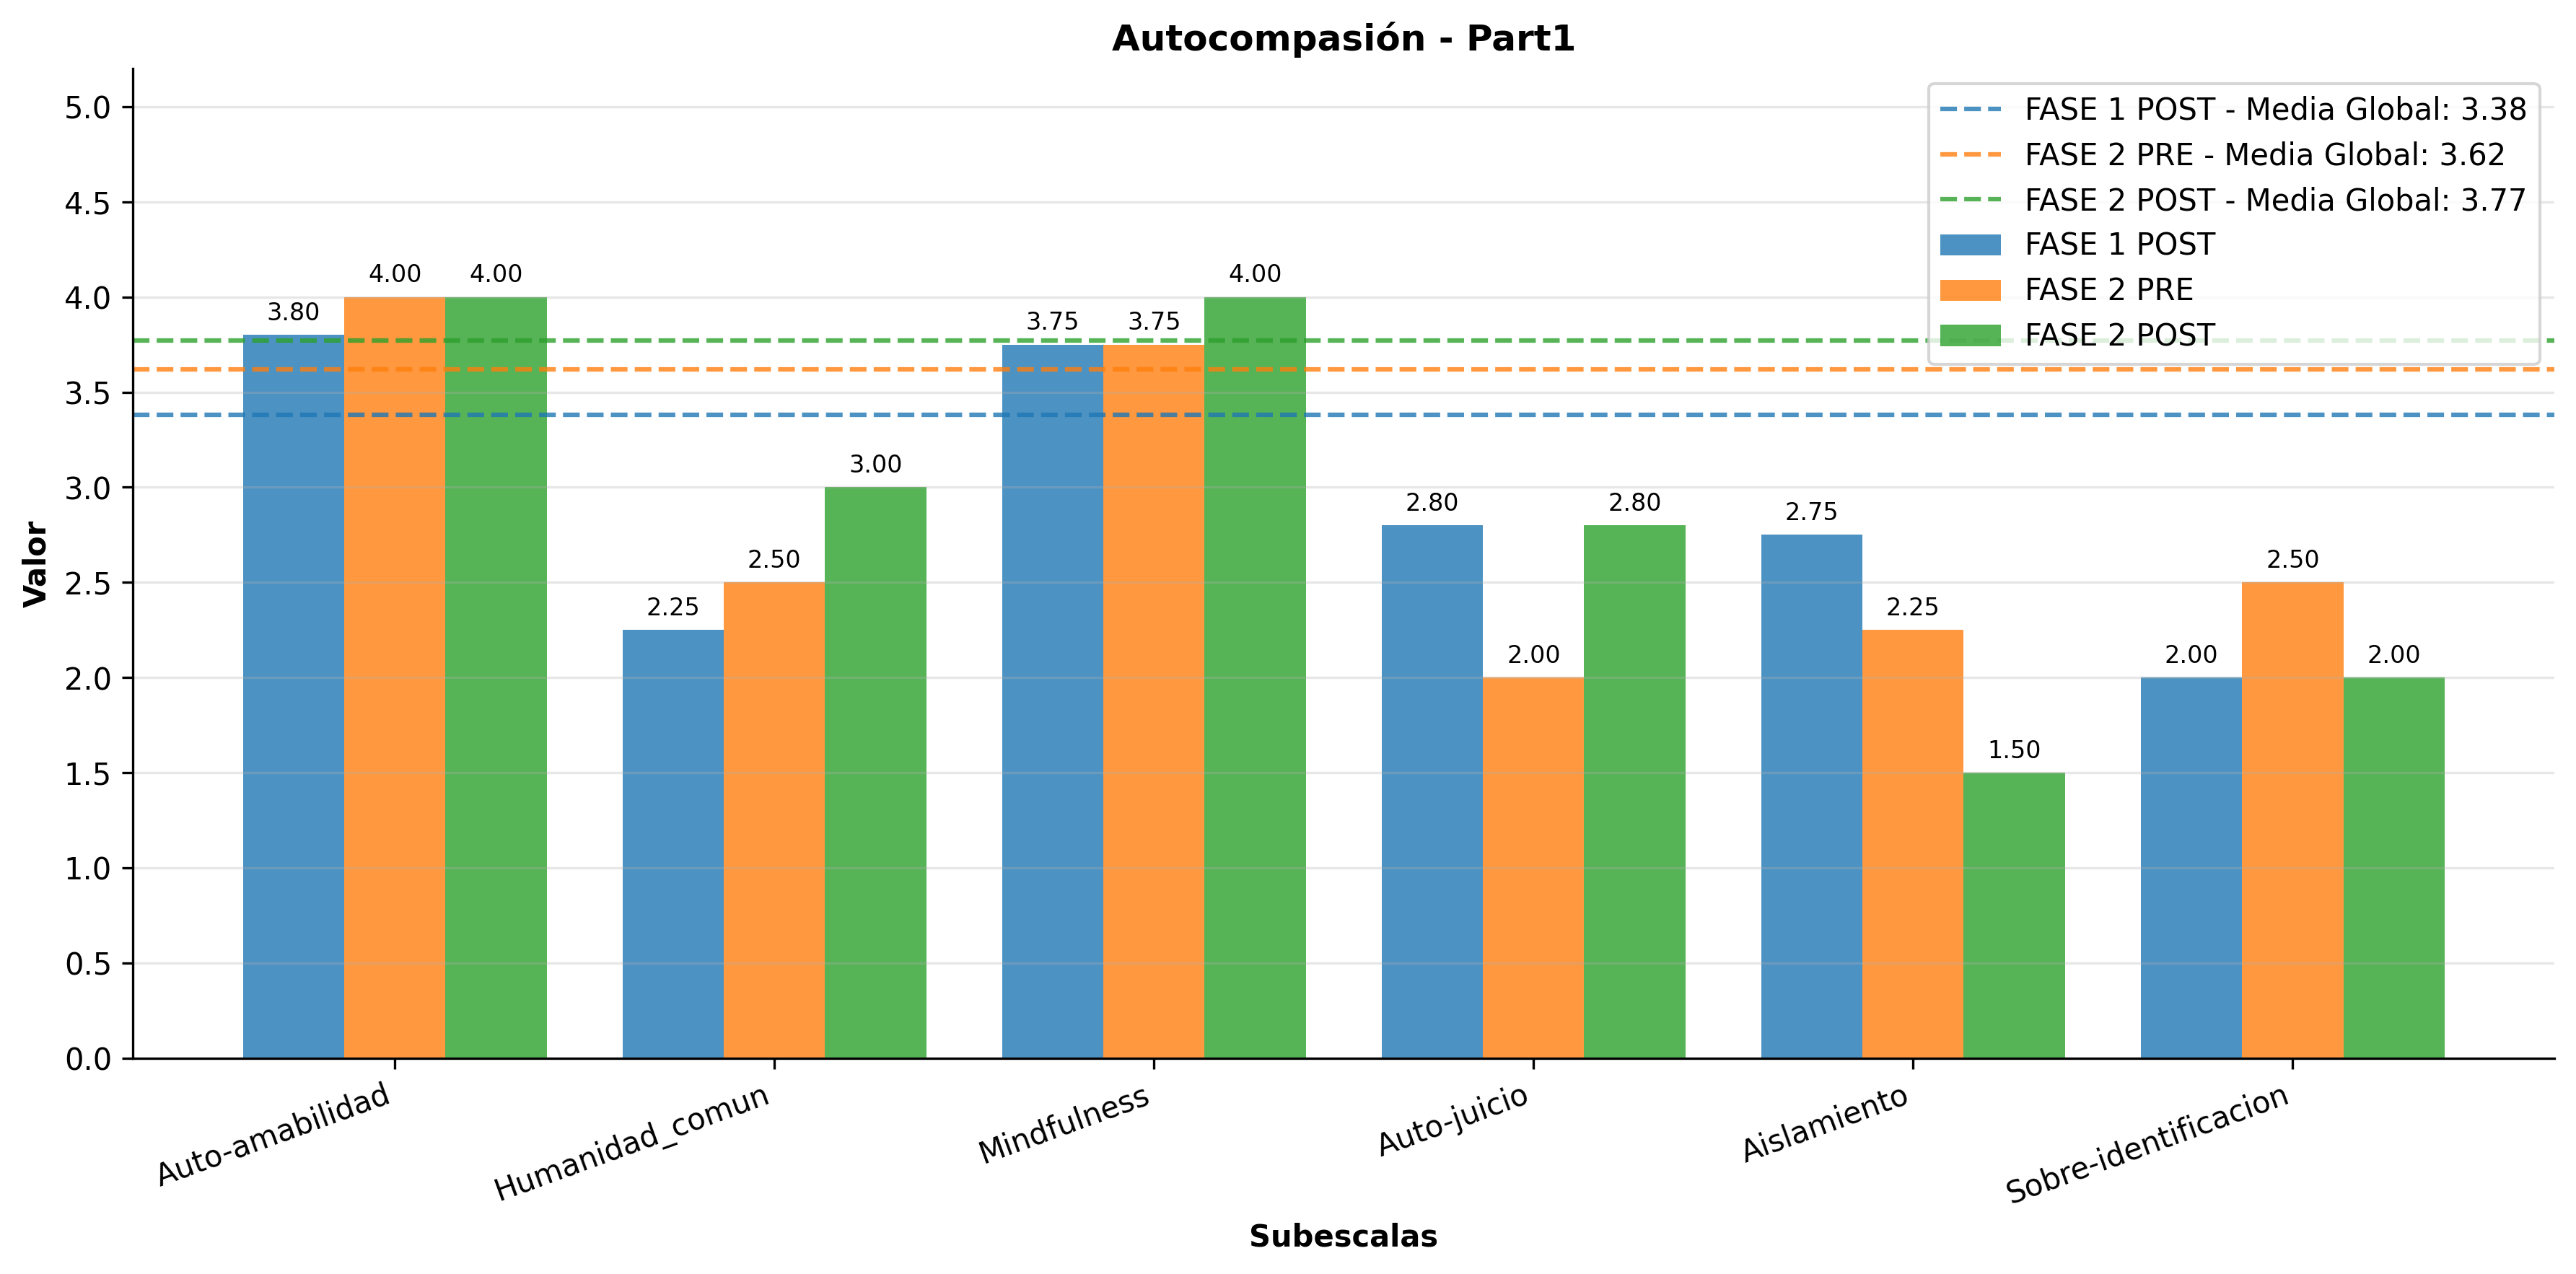 Autocompasión - Part1
FASE 1 POST - Media Global: 3.38
FASE 2 PRE - Media Global: 3.62
FASE 2 POST - Media Global: 3.77
FASE 1 POST
FASE 2 PRE
FASE 2 POST
Valor
5.0
4.5
4.0
3.5
3.0
2.5
2.0
1.5
1.0
0.5
0.0
3.80
4.00
4.00
2.25
2.50
3.00
3.75
3.75
4.00
2.80
2.00
2.80
2.75
2.25
1.50
2.00
2.50
2.00
Auto-amabilidad
Humanidad_comun
Mindfulness
Auto-juicio
Aislamiento
Sobre-identificacion
Subescalas